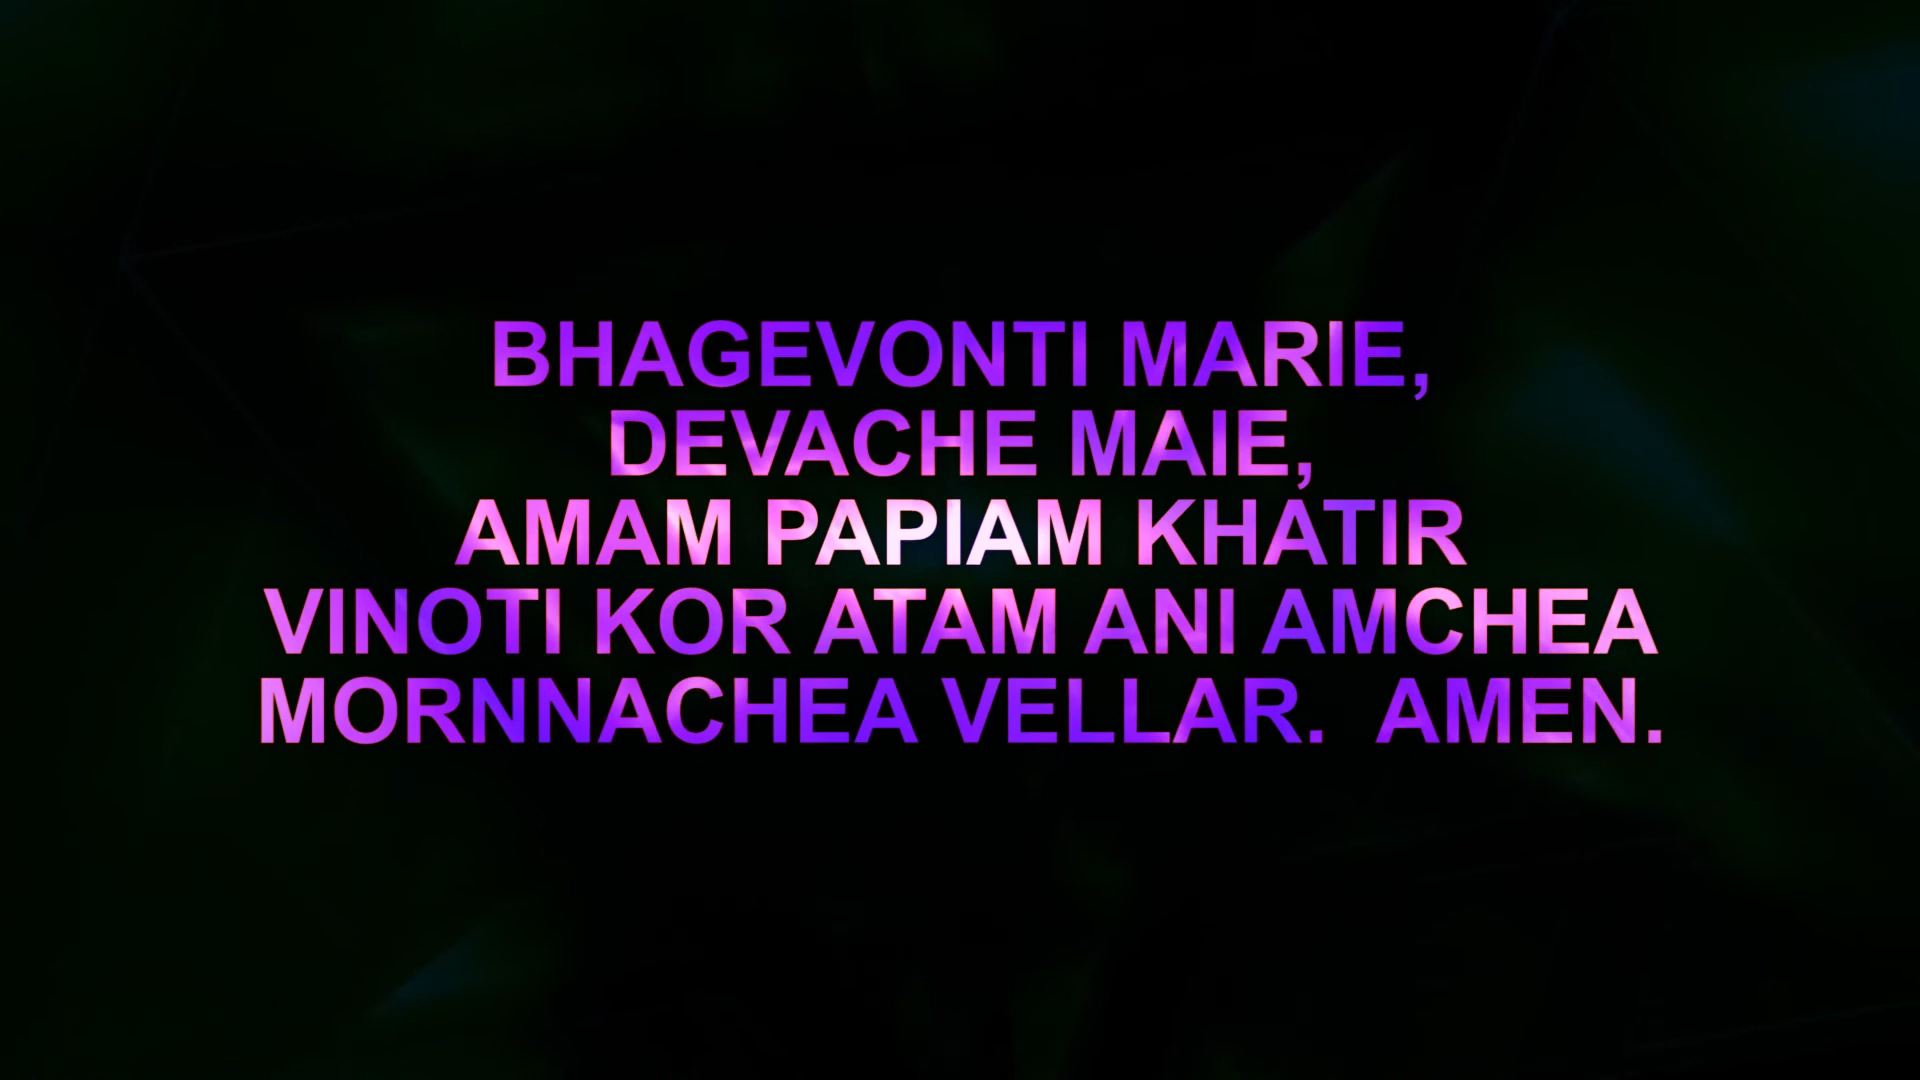 BHAGEVONTI MARIE,
DEVACHE MAIE,
AMAM PAPIAM KHATIR
VINOTI KOR ATAM ANI AMCHEA
MORNNACHEA VELLAR.  AMEN.